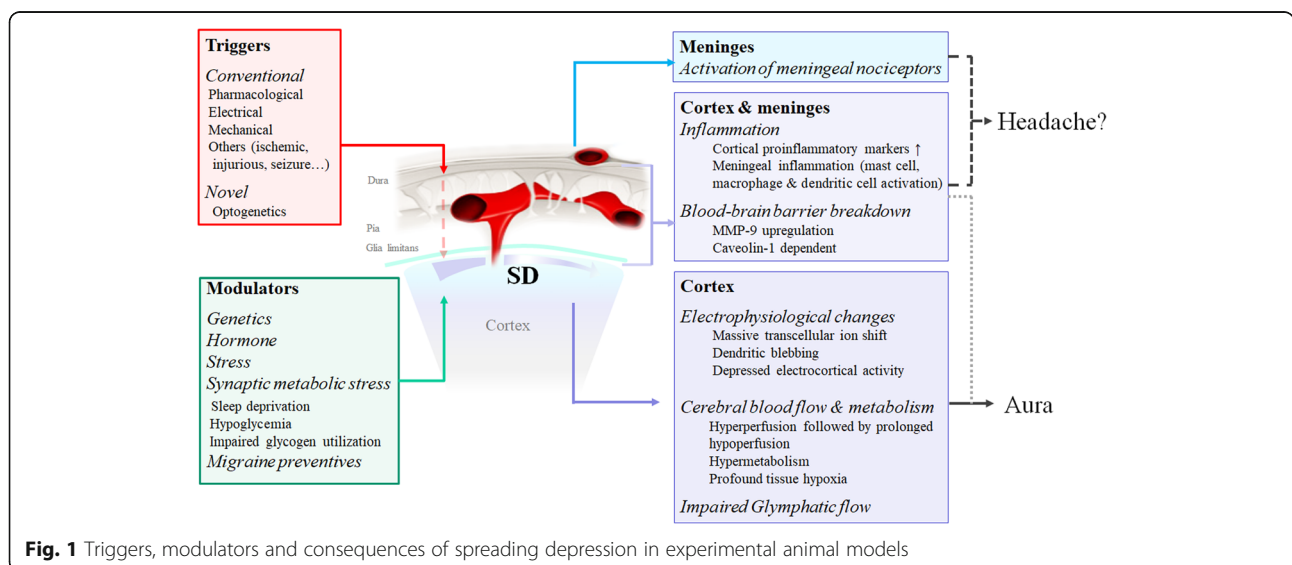 Triggers
Conventional
Pharmacological
Electrical
Mechanical
Others (ischemic,
injurious, seizure…)
Novel
Optogenetics
Modulators
Genetics
Hormone
Stress
Synaptic metabolic stress
Sleep deprivation
Hypoglycemia
Impaired glycogen utilization
Migraine preventives
Dura
Pia
Glia limitans
SD
Cortex
Meninges
Activation of meningeal nociceptors
Cortex & meninges
Inflammation
Cortical proinflammatory markers ↑
Meningeal inflammation (mast cell,
macrophage & dendritic cell activation)
Blood-brain barrier breakdown
MMP-9 upregulation
Caveolin-1 dependent
Cortex
Electrophysiological changes
Massive transcellular ion shift
Dendritic blebbing
Depressed electrocortical activity
Cerebral blood flow & metabolism
Hyperperfusion followed by prolonged
hypoperfusion
Hypermetabolism
Profound tissue hypoxia
Impaired Glymphatic flow
Headache?
Aura
Fig. 1 Triggers, modulators and consequences of spreading depression in experimental animal models